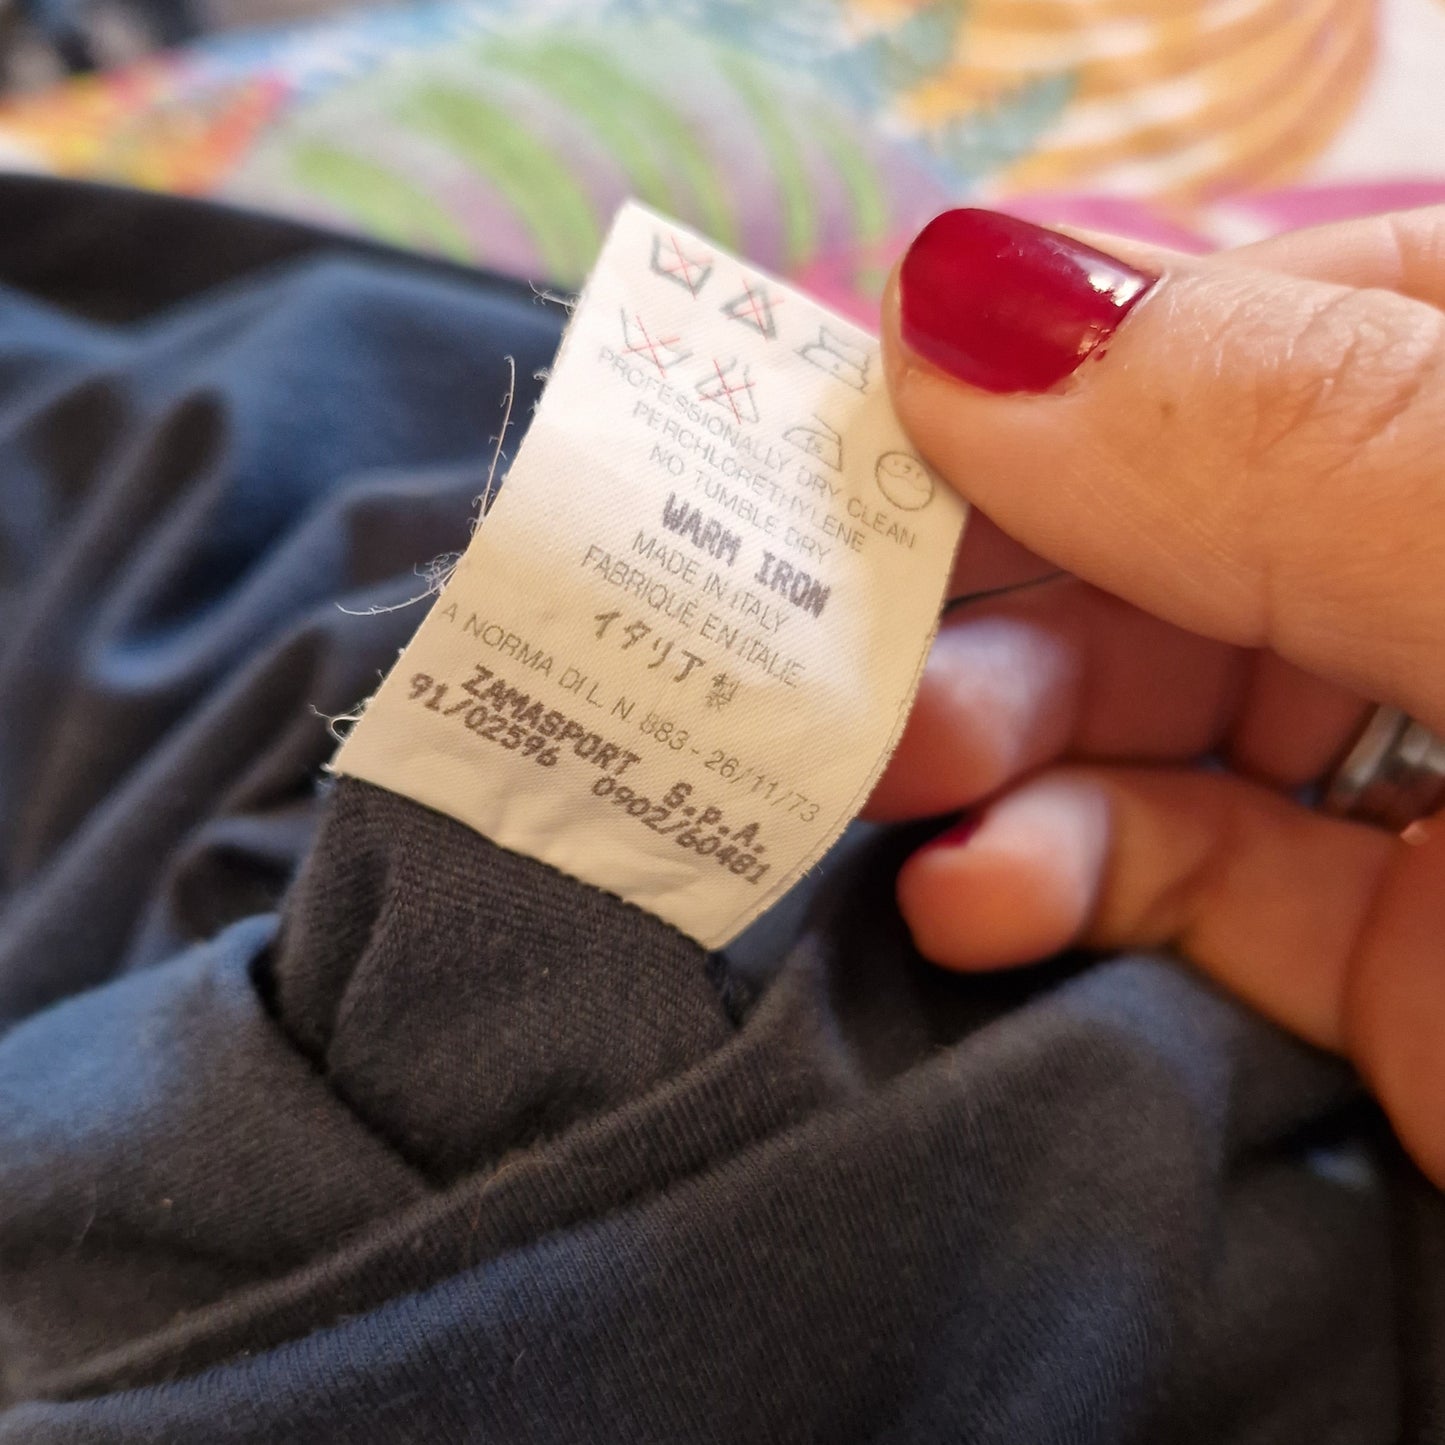 PROFESSIONALLY DRY CLEAN
PERCHLORETHYLENE
NO TUMBLE DRY
WARM IRON
MADE IN ITALY
FABRIQUÉ EN ITALIE
イタリア製
A NORMA DI L. N. 883 - 26/11/73
ZAMASPORT S.p.A.
91/02596 0902/60481